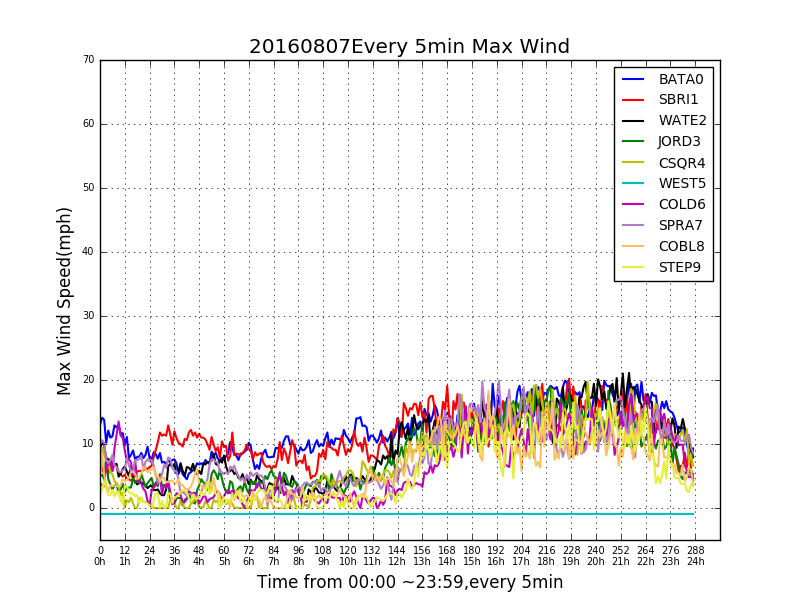 20160807Every 5min Max Wind
70
60
50
40
30
20
10
0
Max Wind Speed(mph)
BATA0
SBRI1
WATE2
JORD3
CSQR4
WEST5
COLD6
SPRA7
COBL8
STEP9
0 12 24 36 48 60 72 84 96 108 120 132 144 156 168 180 192 204 216 228 240 252 264 276 288
0h 1h 2h 3h 4h 5h 6h 7h 8h 9h 10h 11h 12h 13h 14h 15h 16h 17h 18h 19h 20h 21h 22h 23h 24h
Time from 00:00 ~23:59,every 5min